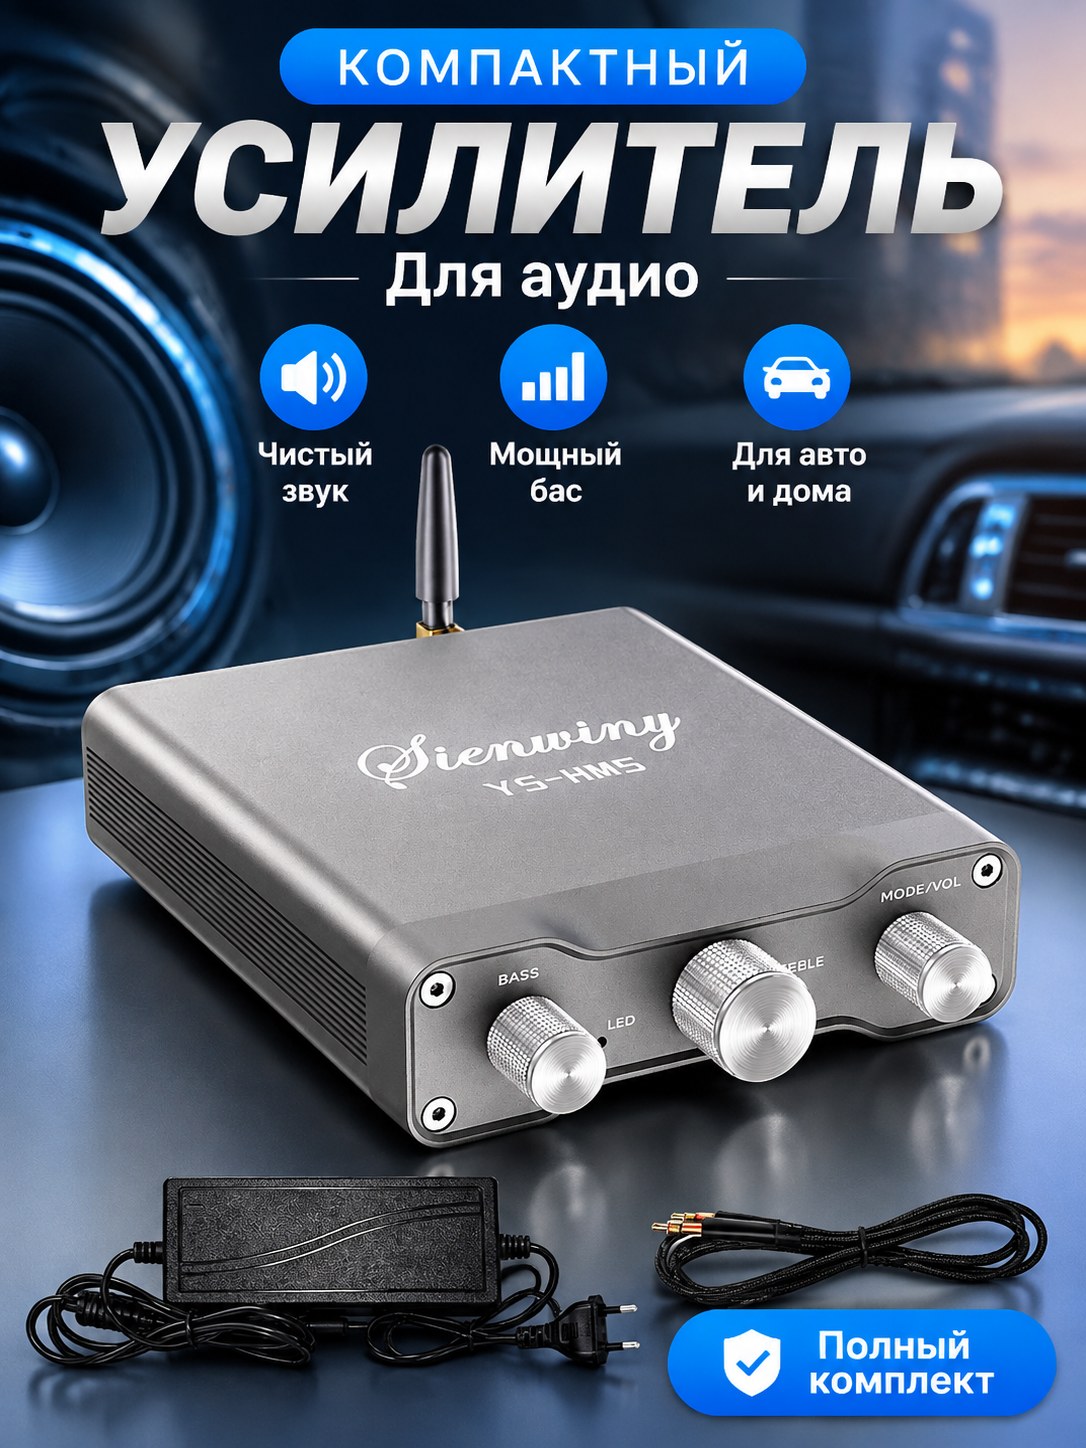 КОМПАКТНЫЙ
УСИЛИТЕЛЬ
Для аудио
Чистый
звук
Мощный
бас
Для авто
и дома
Sienwiny
YS-HM5
MODE/VOL
BASS
LED
Полный
комплект